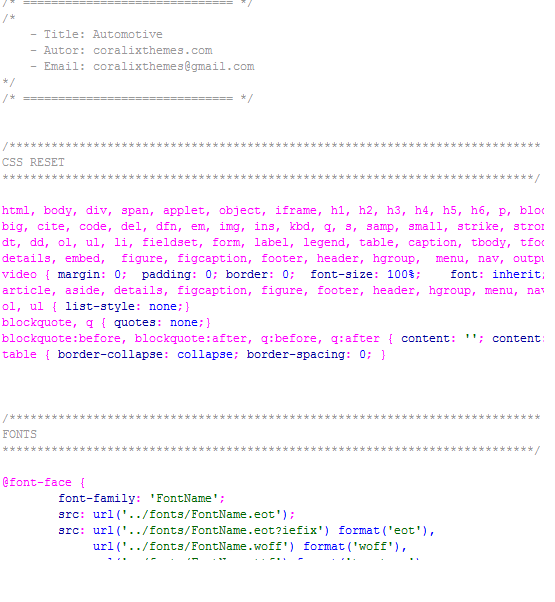 /* ============================== */
/*
    - Title: Automotive
    - Autor: coralixthemes.com
    - Email: coralixthemes@gmail.com
*/
/* ============================== */
/****************************************************************************
CSS RESET
****************************************************************************/
html, body, div, span, applet, object, iframe, h1, h2, h3, h4, h5, h6, p,
big, cite, code, del, dfn, em, img, ins, kbd, q, s, samp, small, strike,
dt, dd, ol, ul, li, fieldset, form, label, legend, table, caption, tbody,
details, embed,  figure, figcaption, footer, header, hgroup,  menu, nav,
video { margin: 0;  padding: 0; border: 0;  font-size: 100%;    font: inherit;
article, aside, details, figcaption, figure, footer, header, hgroup, menu,
ol, ul { list-style: none;}
blockquote, q { quotes: none;}
blockquote:before, blockquote:after, q:before, q:after { content: ''; content:
table { border-collapse: collapse; border-spacing: 0; }
/****************************************************************************
FONTS
****************************************************************************/
@font-face {
        font-family: 'FontName';
        src: url('../fonts/FontName.eot');
        src: url('../fonts/FontName.eot?iefix') format('eot'),
             url('../fonts/FontName.woff') format('woff'),